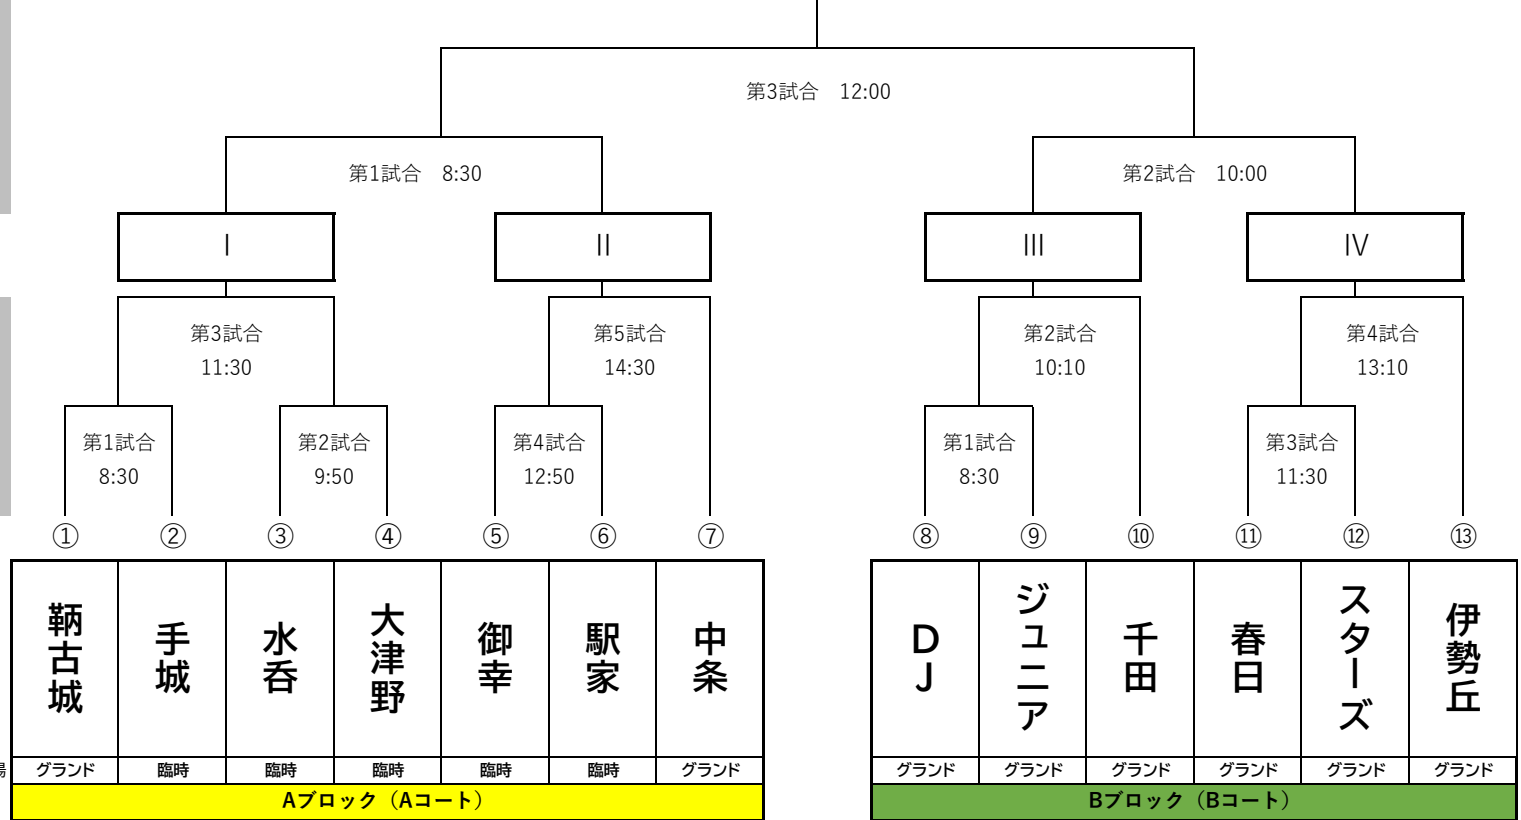 第3試合　12:00
第1試合　8:30
第2試合　10:00
Ⅰ
Ⅱ
Ⅲ
Ⅳ
第3試合
11:30
第5試合
14:30
第2試合
10:10
第4試合
13:10
第1試合
8:30
第2試合
9:50
第4試合
12:50
第1試合
8:30
第3試合
11:30
①
②
③
④
⑤
⑥
⑦
⑧
⑨
⑩
⑪
⑫
⑬
鞆古城
手城
水呑
大津野
御幸
駅家
中条
DJ
ジュニア
千田
春日
スターズ
伊勢丘
場
グランド
臨時
臨時
臨時
臨時
臨時
グランド
グランド
グランド
グランド
グランド
グランド
グランド
Aブロック（Aコート）
Bブロック（Bコート）